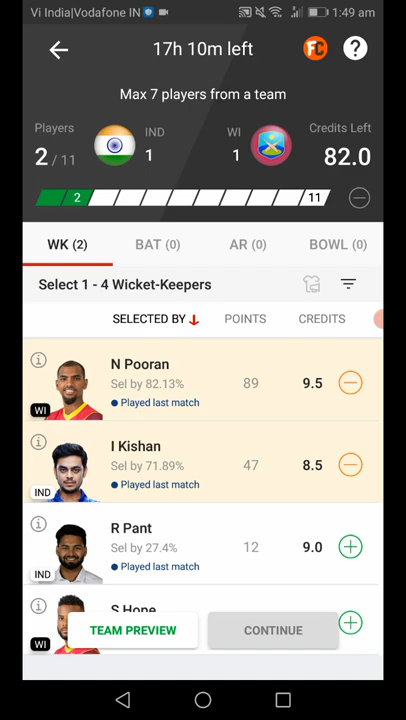 Vi India|Vodafone IN 1:49 am
17h 10m left
FC ?
Max 7 players from a team
Players IND WI Credits Left
2/11 1 1 82.0
2 11
WK (2) BAT (0) AR (0) BOWL (0)
Select 1 - 4 Wicket-Keepers
SELECTED BY POINTS CREDITS
N Pooran
Sel by 82.13% 89 9.5
Played last match
WI
I Kishan
Sel by 71.89% 47 8.5
Played last match
IND
R Pant
Sel by 27.4% 12 9.0
Played last match
IND
S Hope
WI
TEAM PREVIEW CONTINUE